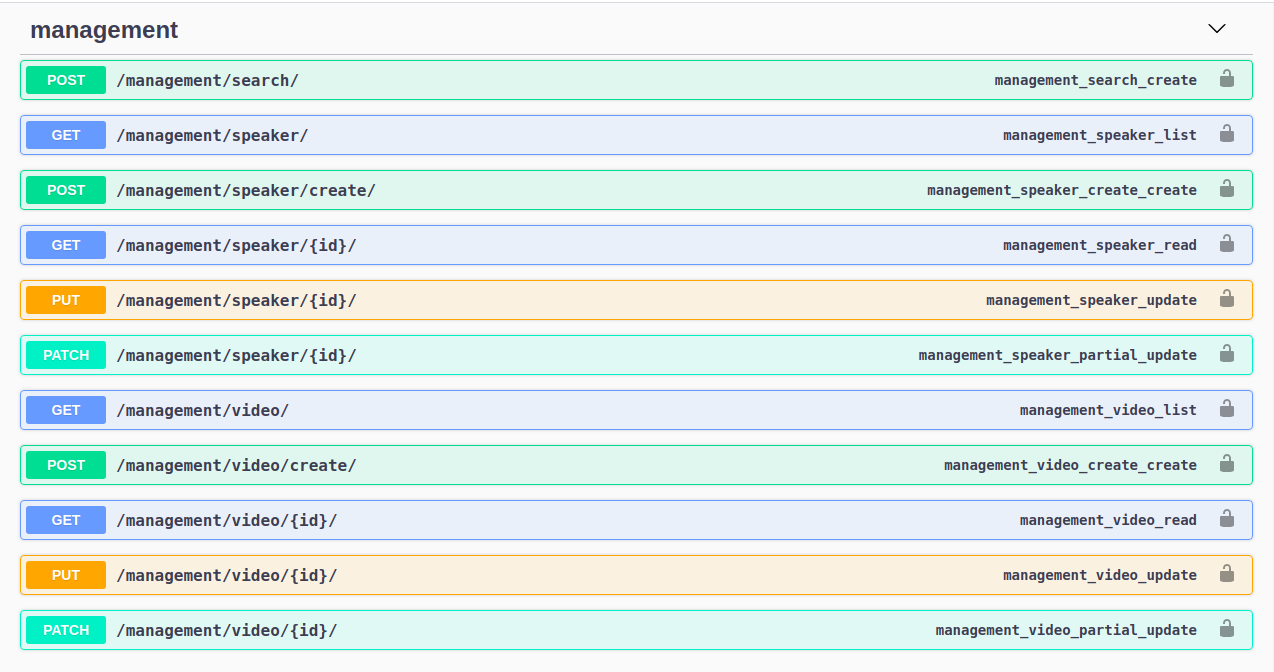 management
POST /management/search/ management_search_create
GET /management/speaker/ management_speaker_list
POST /management/speaker/create/ management_speaker_create_create
GET /management/speaker/{id}/ management_speaker_read
PUT /management/speaker/{id}/ management_speaker_update
PATCH /management/speaker/{id}/ management_speaker_partial_update
GET /management/video/ management_video_list
POST /management/video/create/ management_video_create_create
GET /management/video/{id}/ management_video_read
PUT /management/video/{id}/ management_video_update
PATCH /management/video/{id}/ management_video_partial_update